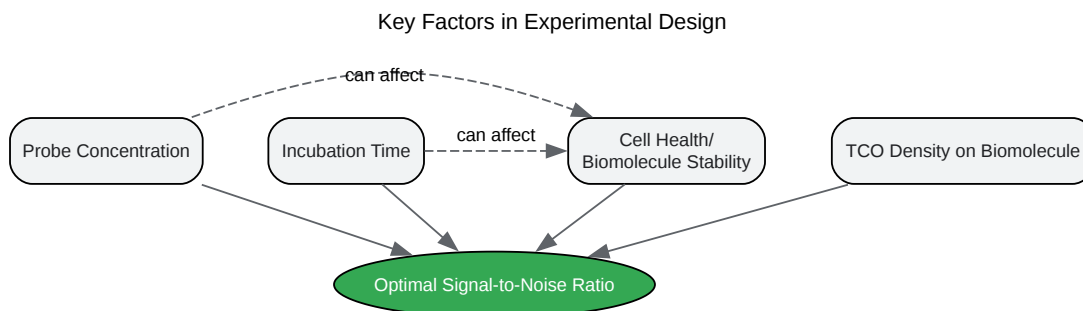 Key Factors in Experimental Design
can affect
can affect
Probe Concentration
Incubation Time
Cell Health/
Biomolecule Stability
TCO Density on Biomolecule
Optimal Signal-to-Noise Ratio